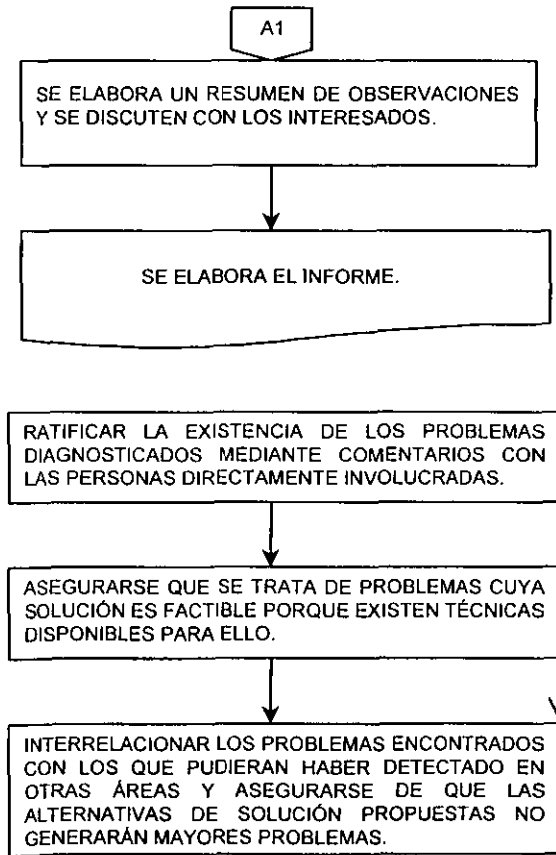 A1
SE ELABORA UN RESUMEN DE OBSERVACIONES
Y SE DISCUTEN CON LOS INTERESADOS.
SE ELABORA EL INFORME.
RATIFICAR LA EXISTENCIA DE LOS PROBLEMAS
DIAGNOSTICADOS MEDIANTE COMENTARIOS CON
LAS PERSONAS DIRECTAMENTE INVOLUCRADAS.
ASEGURARSE QUE SE TRATA DE PROBLEMAS CUYA
SOLUCIÓN ES FACTIBLE PORQUE EXISTEN TÉCNICAS
DISPONIBLES PARA ELLO.
INTERRELACIONAR LOS PROBLEMAS ENCONTRADOS
CON LOS QUE PUDIERAN HABER DETECTADO EN
OTRAS ÁREAS Y ASEGURARSE DE QUE LAS
ALTERNATIVAS DE SOLUCIÓN PROPUESTAS NO
GENERARÁN MAYORES PROBLEMAS.